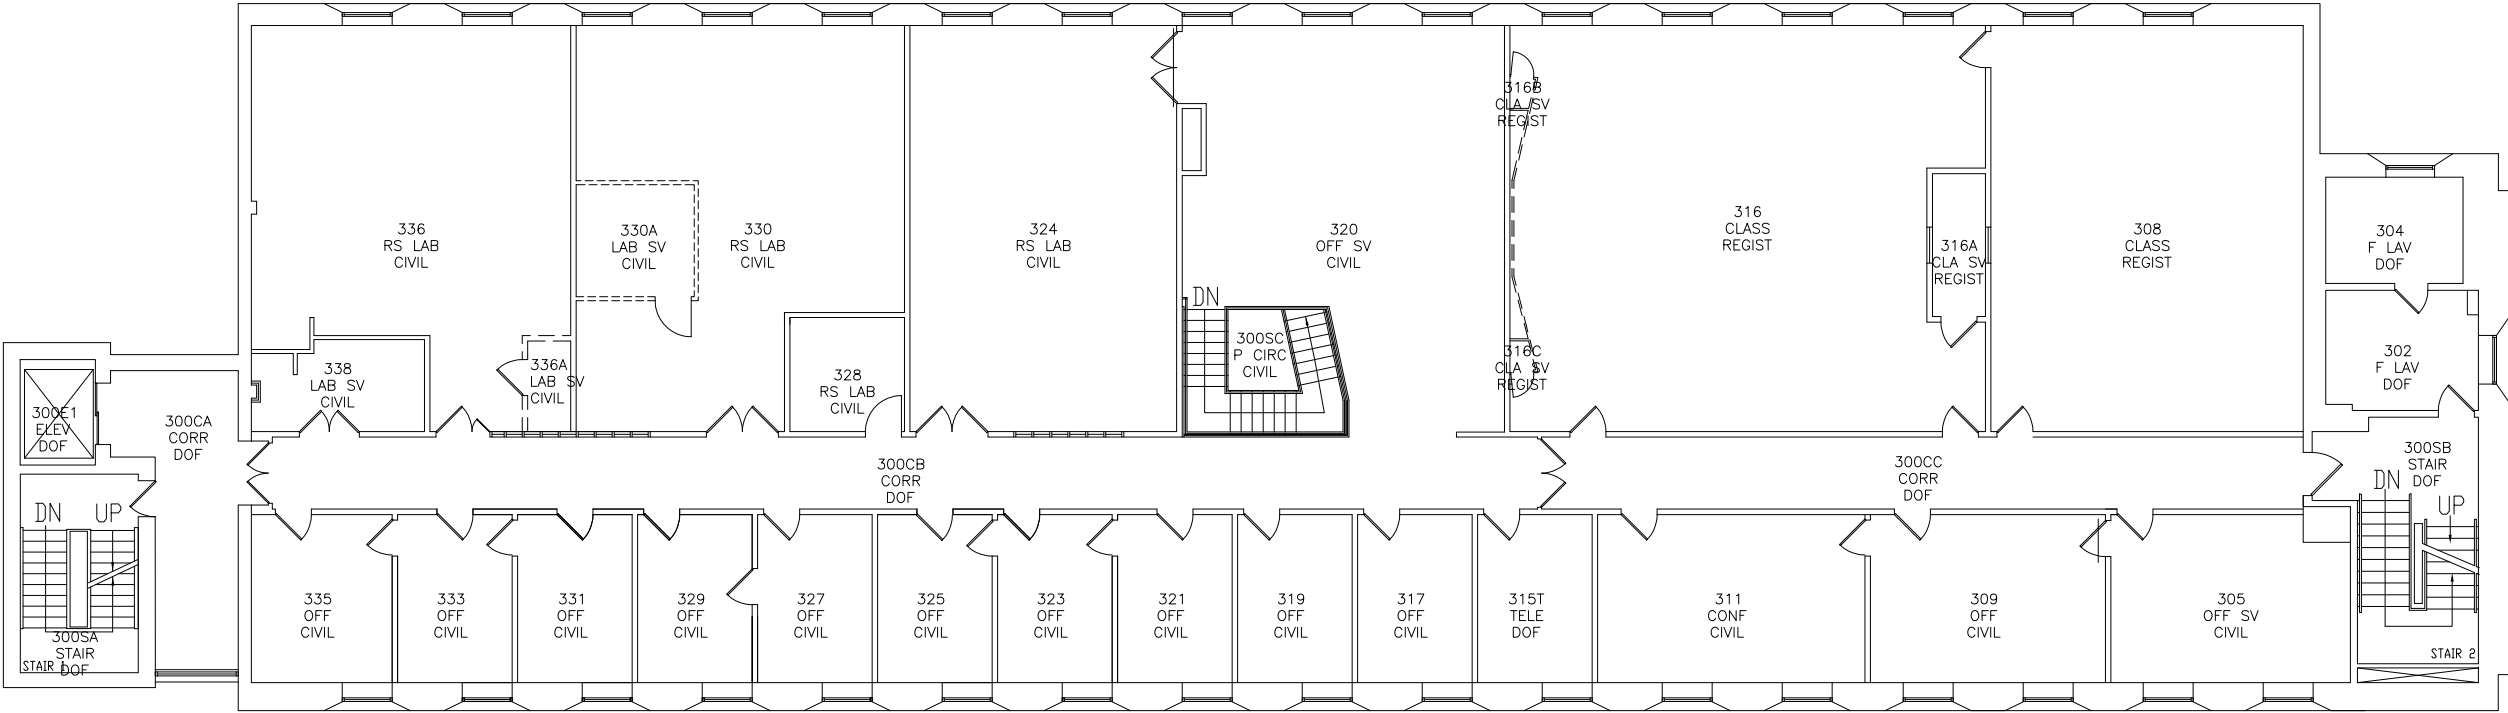 316B
CLA SV
REGIST
336
RS LAB
CIVIL
330A
LAB SV
CIVIL
330
RS LAB
CIVIL
324
RS LAB
CIVIL
320
OFF SV
CIVIL
316
CLASS
REGIST
316A
CLA SV
REGIST
308
CLASS
REGIST
304
F LAV
DOF
DN
300SC
P CIRC
CIVIL
338
LAB SV
CIVIL
336A
LAB SV
CIVIL
328
RS LAB
CIVIL
316C
CLA SV
REGIST
302
F LAV
DOF
300E1
ELEV
DOF
300CA
CORR
DOF
300CB
CORR
DOF
300CC
CORR
DOF
300SB
STAIR
DOF
DN
UP
DN
UP
335
OFF
CIVIL
333
OFF
CIVIL
331
OFF
CIVIL
329
OFF
CIVIL
327
OFF
CIVIL
325
OFF
CIVIL
323
OFF
CIVIL
321
OFF
CIVIL
319
OFF
CIVIL
317
OFF
CIVIL
315T
TELE
DOF
311
CONF
CIVIL
309
OFF
CIVIL
305
OFF SV
CIVIL
300SA
STAIR
DOF
STAIR 1
STAIR 2